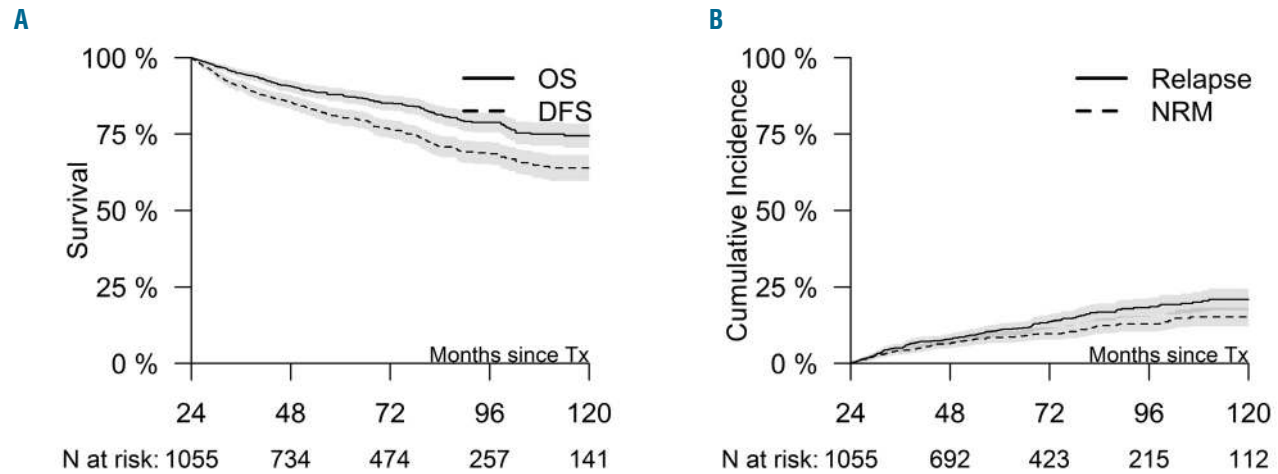 A
Survival
100 %
75 %
50 %
25 %
0 %
OS
DFS
Months since Tx
24 48 72 96 120
N at risk: 1055 734 474 257 141
B
Cumulative Incidence
100 %
75 %
50 %
25 %
0 %
Relapse
NRM
Months since Tx
24 48 72 96 120
N at risk: 1055 692 423 215 112